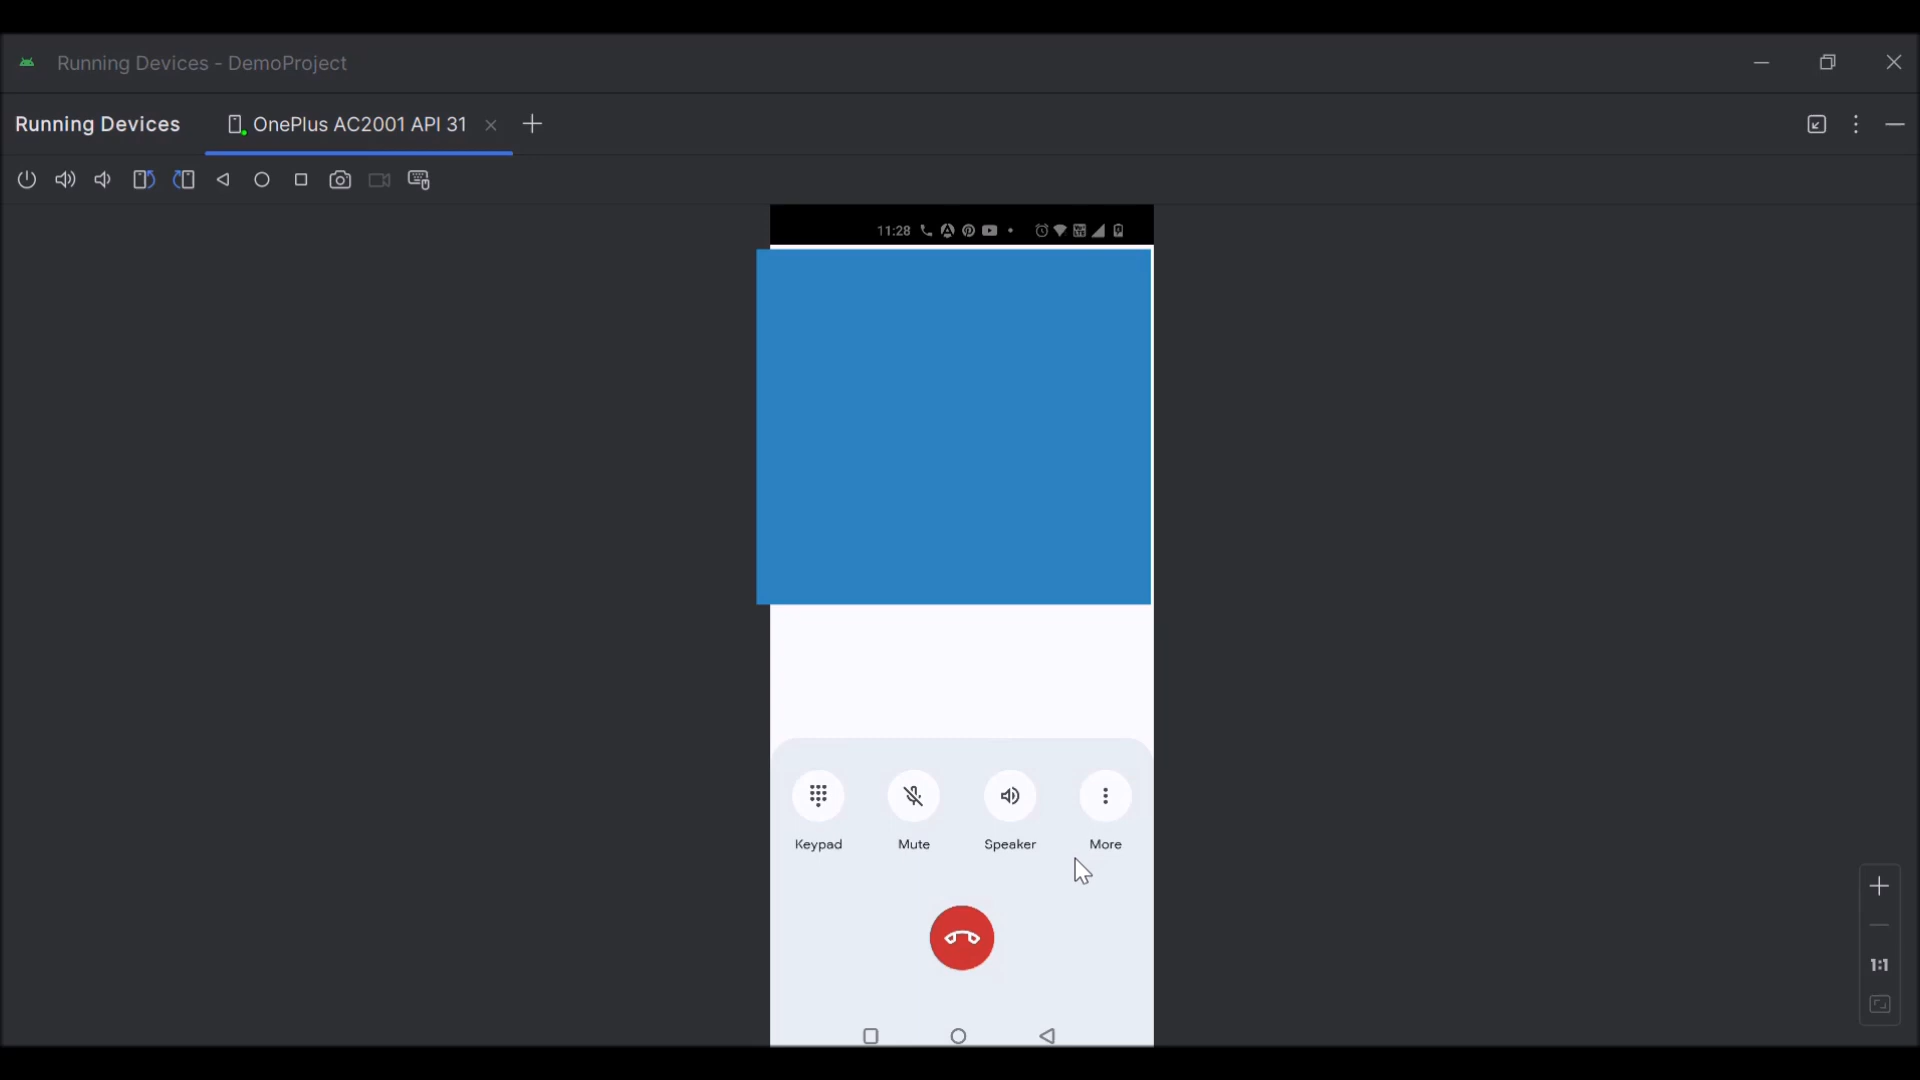 Running Devices - DemoProject
Running Devices OnePlus AC2001 API 31
11:28
Keypad Mute Speaker More
1:1